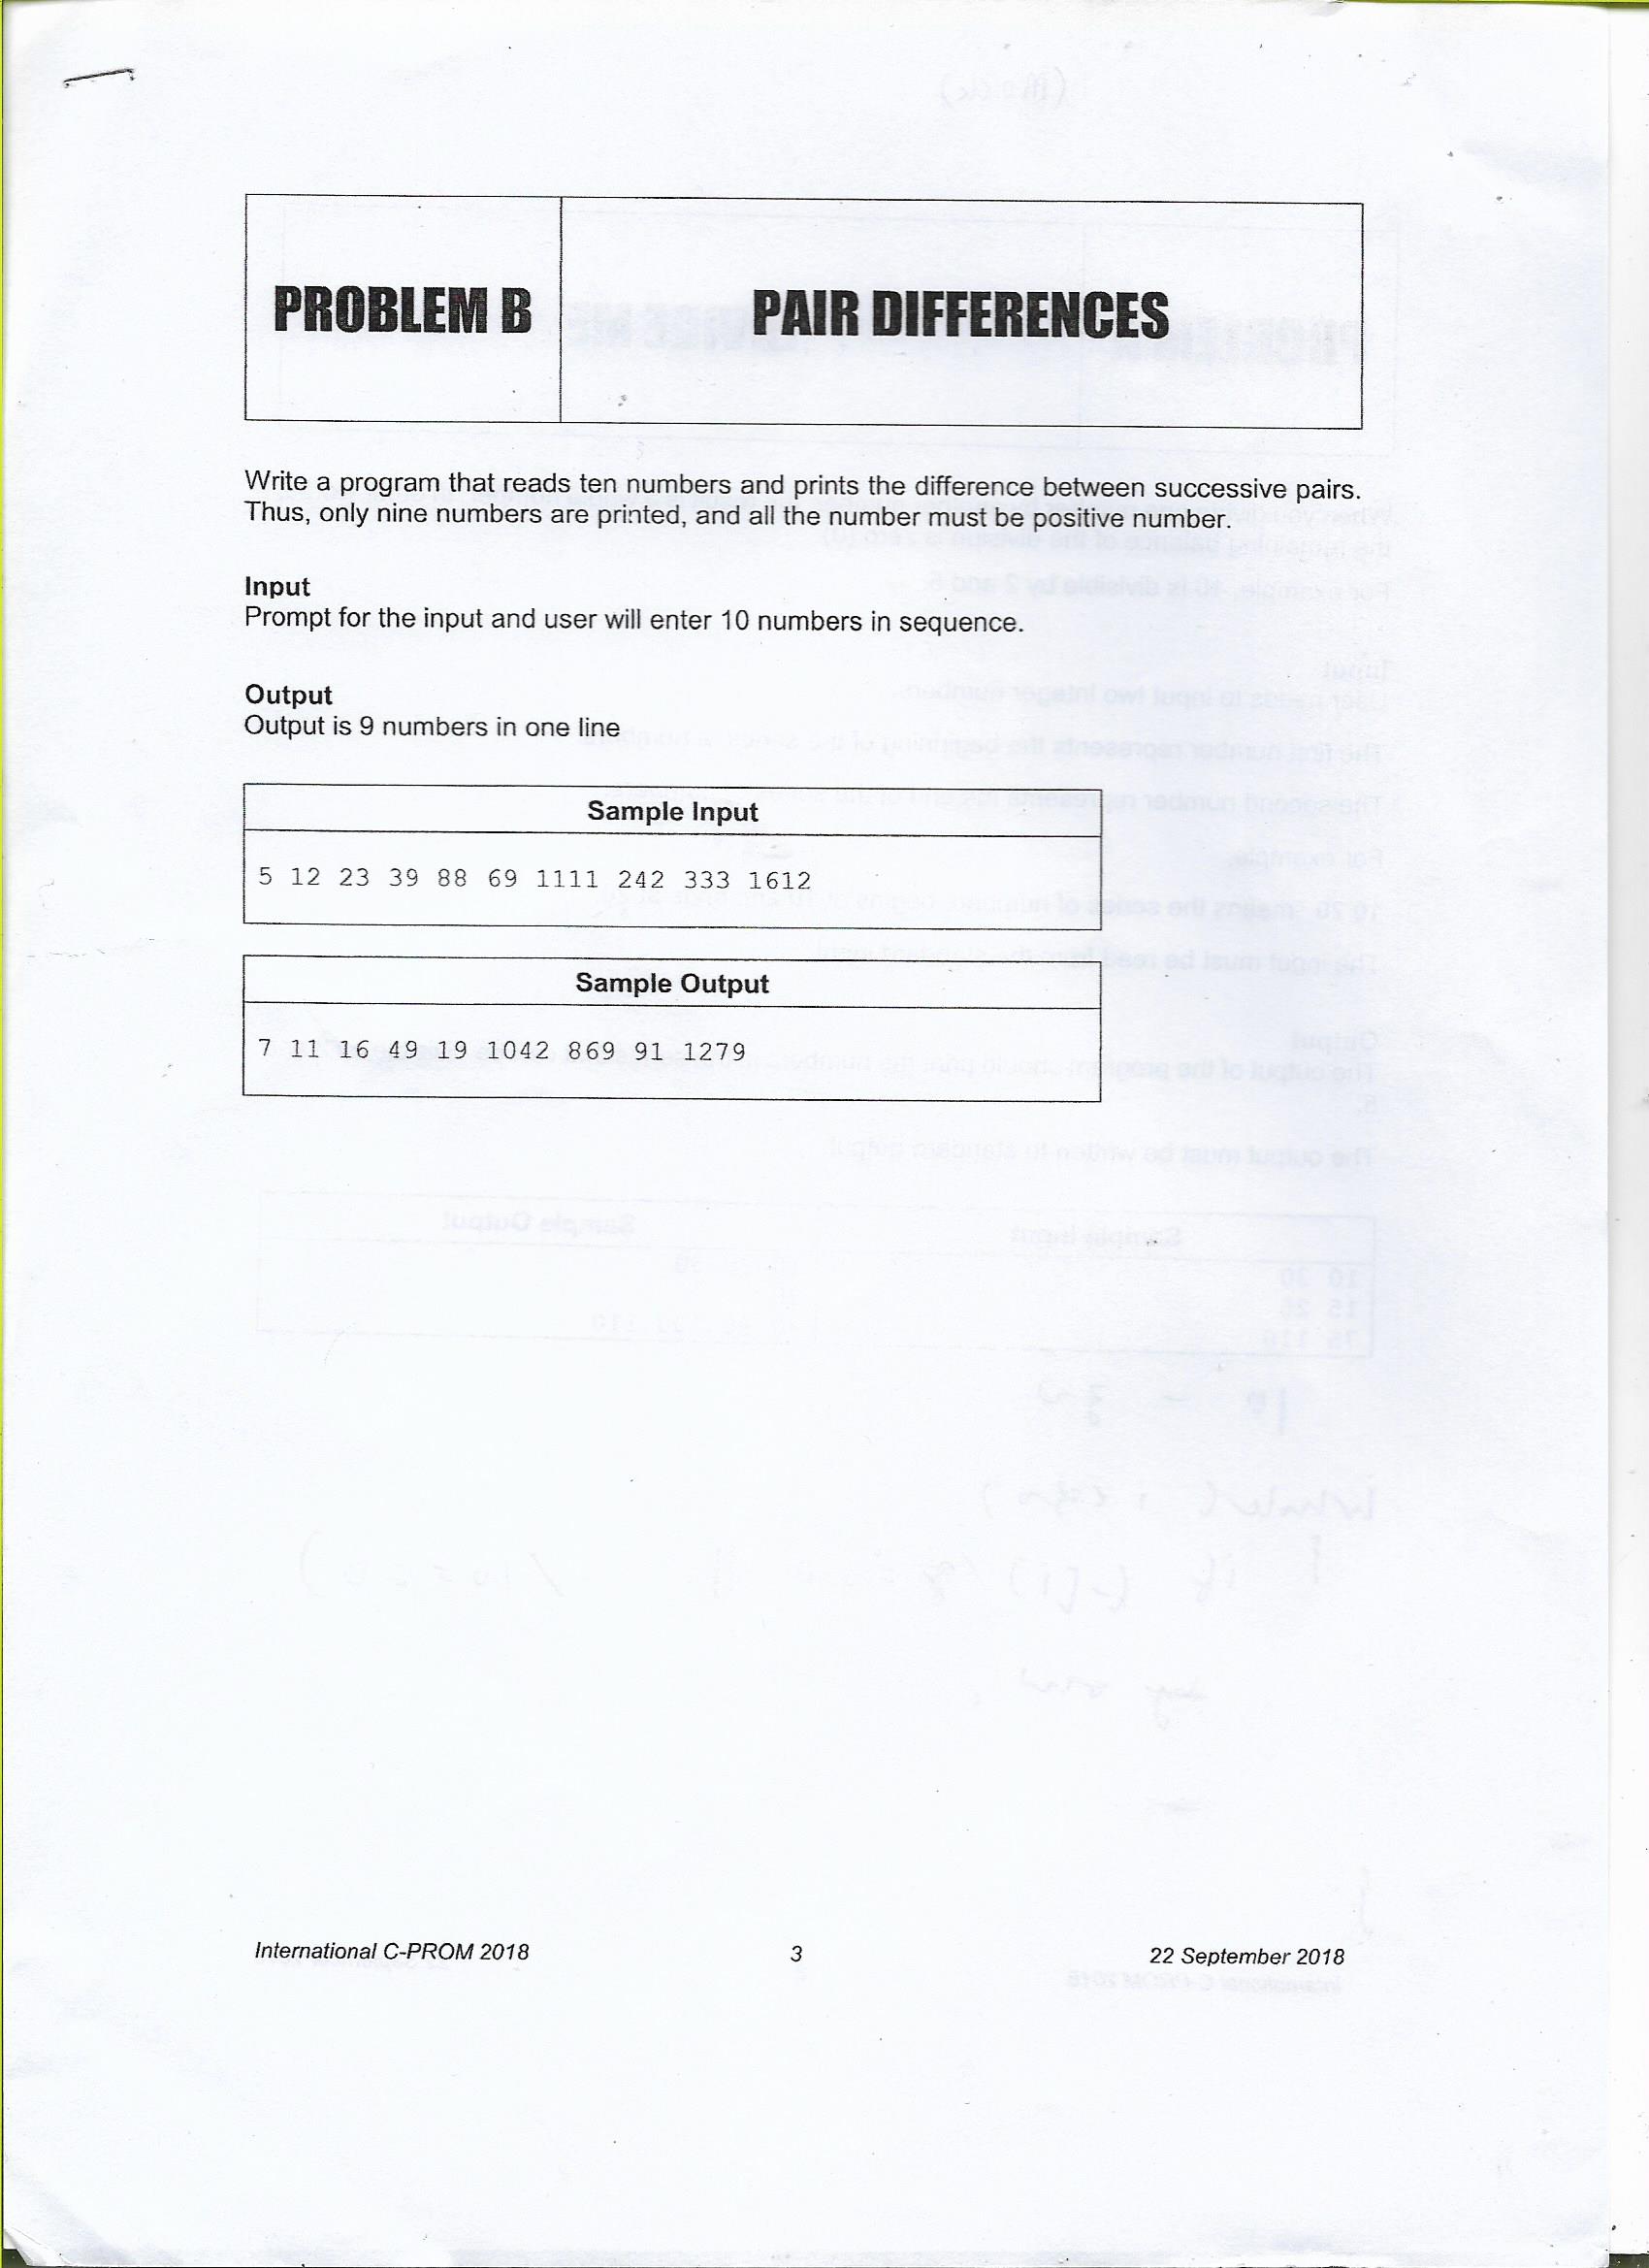 PROBLEM B
PAIR DIFFERENCES
Write a program that reads ten numbers and prints the difference between successive pairs.
Thus, only nine numbers are printed, and all the number must be positive number.
Input
Prompt for the input and user will enter 10 numbers in sequence.
Output
Output is 9 numbers in one line
Sample Input
5 12 23 39 88 69 1111 242 333 1612
Sample Output
7 11 16 49 19 1042 869 91 1279
International C-PROM 2018
3
22 September 2018